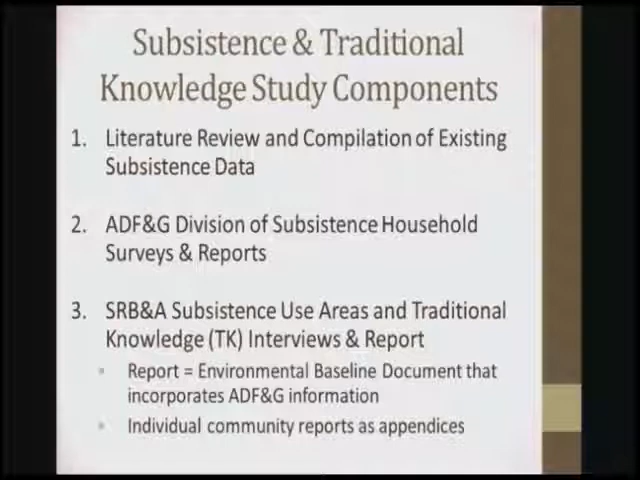 Subsistence & Traditional
Knowledge Study Components
1. Literature Review and Compilation of Existing
Subsistence Data
2. ADF&G Division of Subsistence Household
Surveys & Reports
3. SRB&A Subsistence Use Areas and Traditional
Knowledge (TK) Interviews & Report
Report = Environmental Baseline Document that
incorporates ADF&G information
Individual community reports as appendices